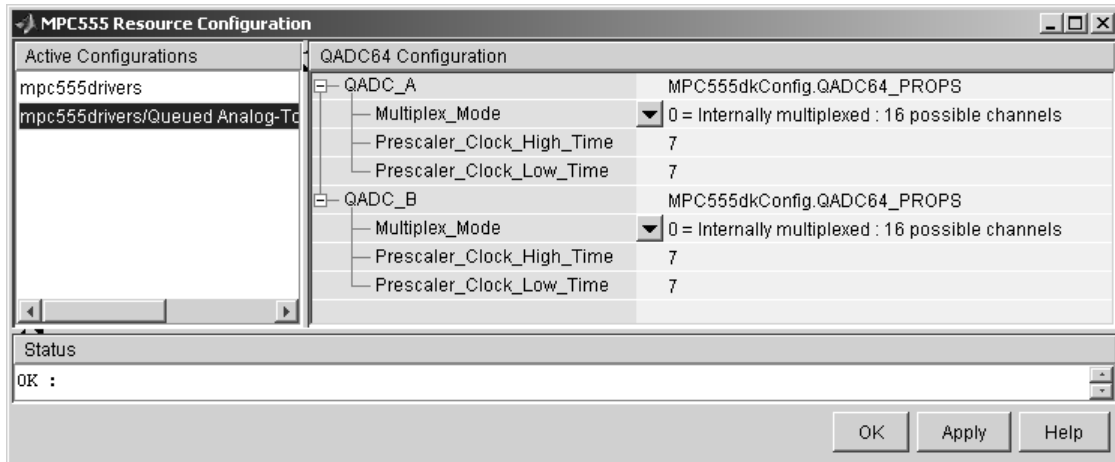 MPC555 Resource Configuration
Active Configurations
QADC64 Configuration
mpc555drivers
mpc555drivers/Queued Analog-To
QADC_A MPC555dkConfig.QADC64_PROPS
Multiplex_Mode 0 = Internally multiplexed : 16 possible channels
Prescaler_Clock_High_Time 7
Prescaler_Clock_Low_Time 7
QADC_B MPC555dkConfig.QADC64_PROPS
Multiplex_Mode 0 = Internally multiplexed : 16 possible channels
Prescaler_Clock_High_Time 7
Prescaler_Clock_Low_Time 7
Status
OK :
OK Apply Help